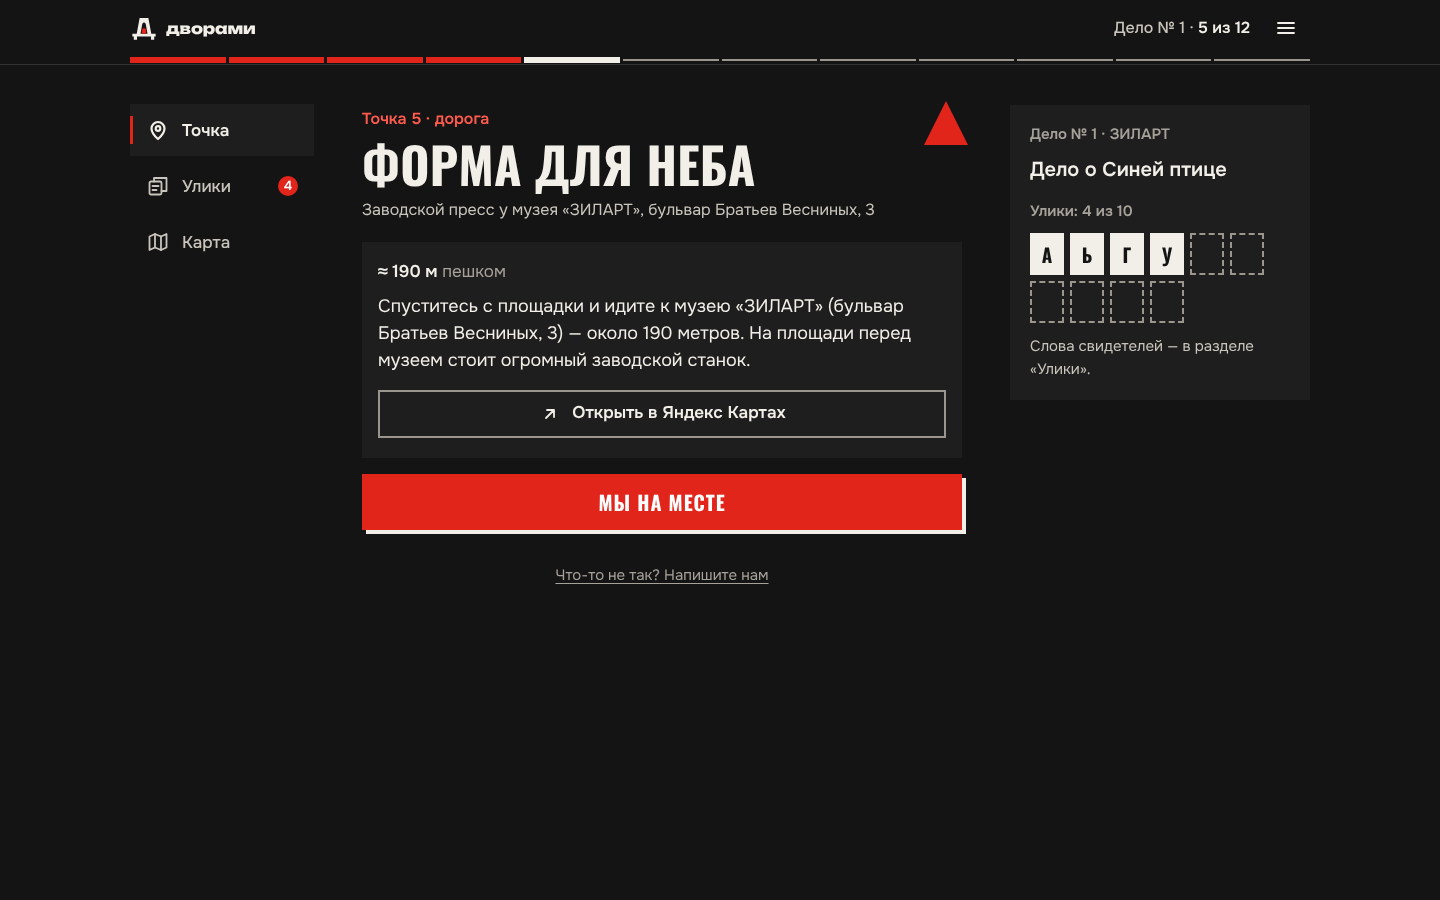 дворами
Дело № 1 · 5 из 12
Точка
Улики
4
Карта
Точка 5 · дорога
ФОРМА ДЛЯ НЕБА
Заводской пресс у музея «ЗИЛАРТ», бульвар Братьев Весниных, 3
≈ 190 м пешком
Спуститесь с площадки и идите к музею «ЗИЛАРТ» (бульвар
Братьев Весниных, 3) — около 190 метров. На площади перед
музеем стоит огромный заводской станок.
Открыть в Яндекс Картах
МЫ НА МЕСТЕ
Что-то не так? Напишите нам
Дело № 1 · ЗИЛАРТ
Дело о Синей птице
Улики: 4 из 10
А Ь Г У
Слова свидетелей — в разделе
«Улики».